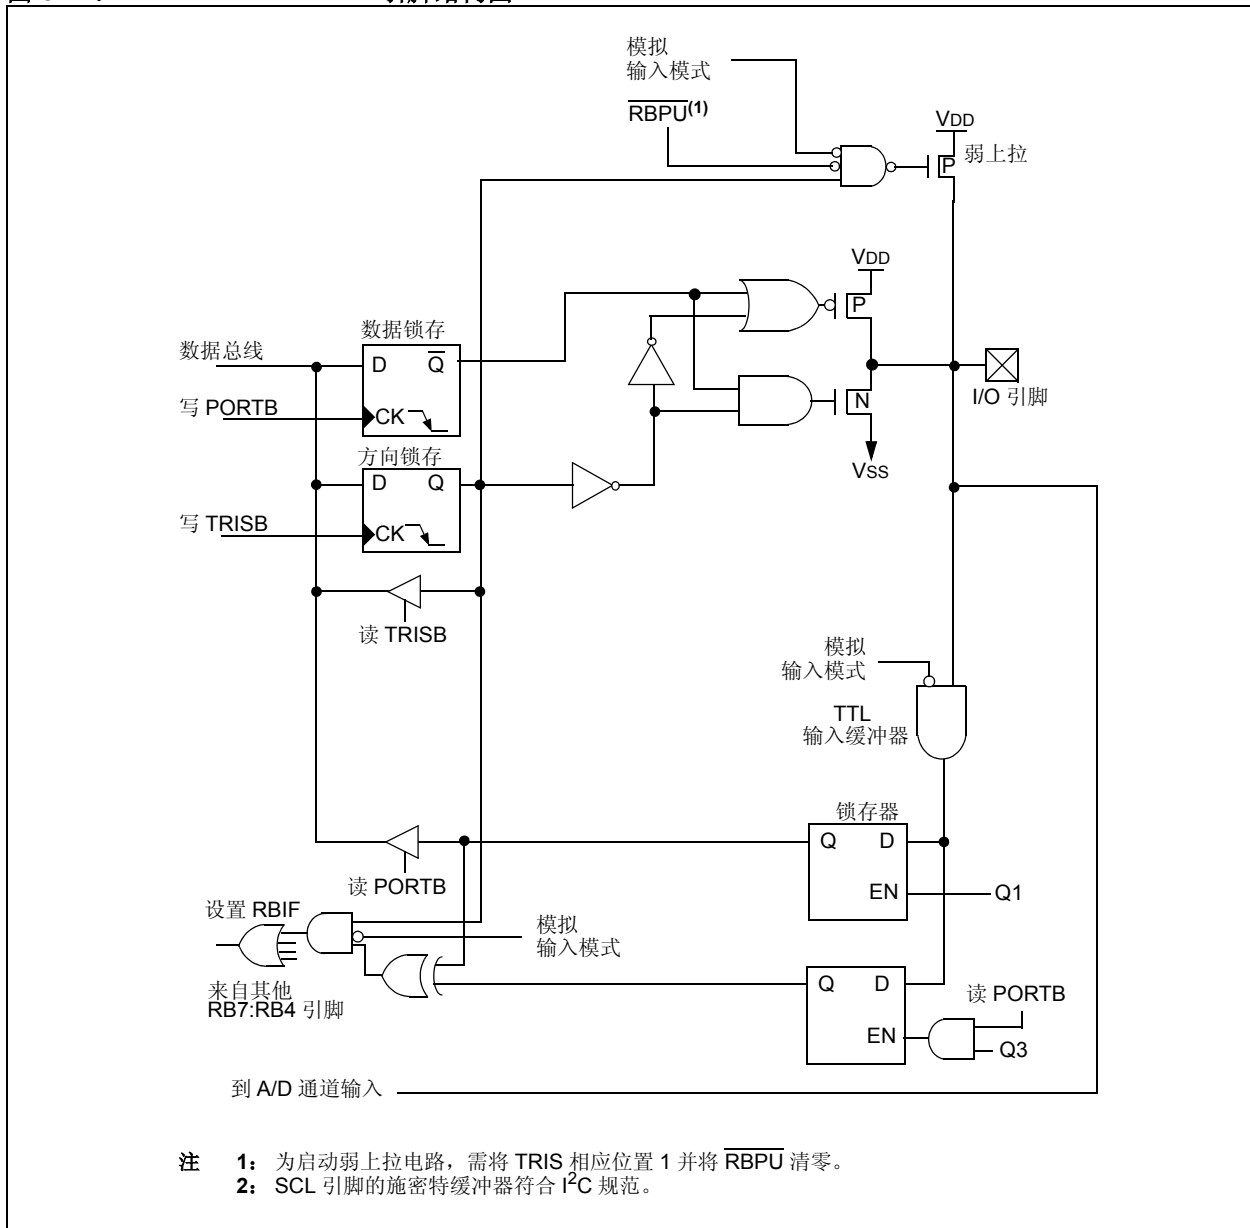 模拟
输入模式
RBPU(1)
VDD
弱上拉
P
VDD
P
数据锁存
数据总线
D
Q
写 PORTB
CK
N
I/O 引脚
VSS
方向锁存
D
Q
写 TRISB
CK
读 TRISB
模拟
输入模式
TTL
输入缓冲器
锁存器
Q
D
EN
Q1
读 PORTB
设置 RBIF
模拟
输入模式
来自其他
RB7:RB4 引脚
Q
D
EN
读 PORTB
Q3
到 A/D 通道输入
注 1: 为启动弱上拉电路，需将 TRIS 相应位置 1 并将 RBPU 清零。
2: SCL 引脚的施密特缓冲器符合 I2C 规范。